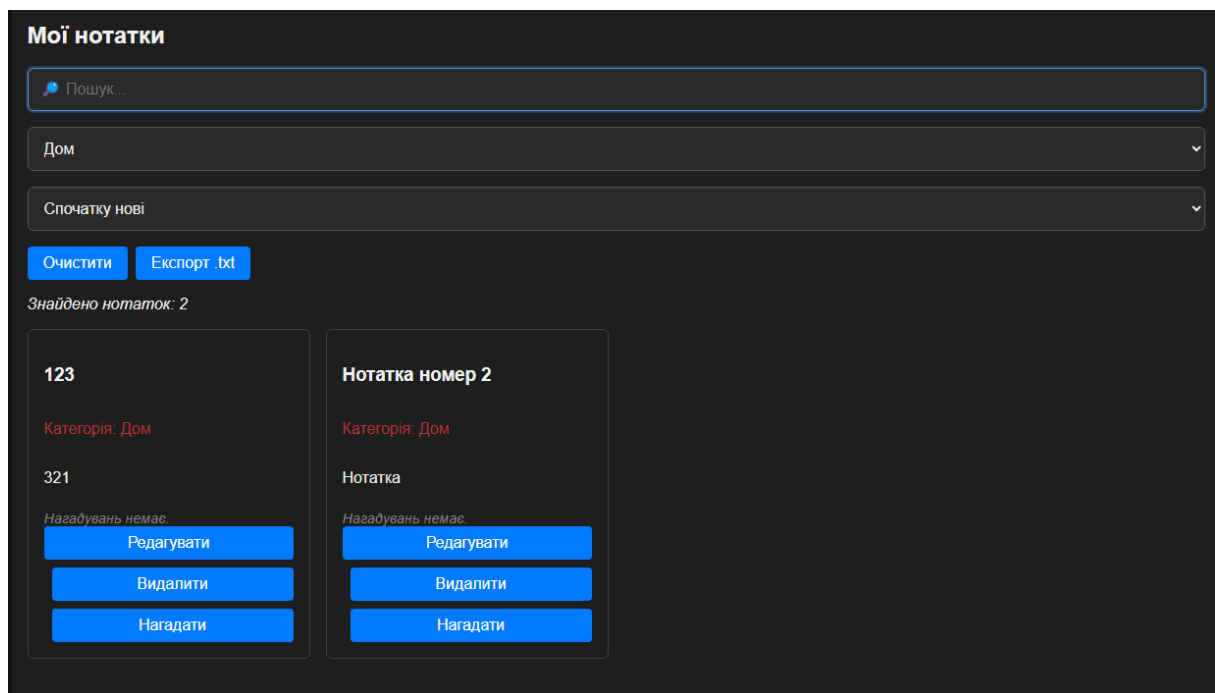 Мої нотатки
Пошук...
Дом
Спочатку нові
Очистити Експорт .txt
Знайдено нотаток: 2
123
Категорія: Дом
321
Нагадувань немає.
Редагувати
Видалити
Нагадати
Нотатка номер 2
Категорія: Дом
Нотатка
Нагадувань немає.
Редагувати
Видалити
Нагадати